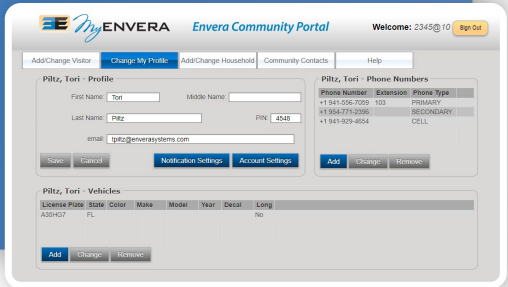 MyENVERA
Envera Community Portal
Welcome: 2345@10
Sign Out
Add/Change Visitor
Change My Profile
Add/Change Household
Community Contacts
Help
Piltz, Tori - Profile
First Name: Tori
Middle Name:
Last Name: Piltz
PIN: 4548
email: tpiltz@enverasystems.com
Save
Cancel
Notification Settings
Account Settings
Piltz, Tori - Phone Numbers
Phone Number Extension Phone Type
+1 941-556-7059 103 PRIMARY
+1 954-771-2396 SECONDARY
+1 941-929-4654 CELL
Add
Change
Remove
Piltz, Tori - Vehicles
License Plate State Color Make Model Year Decal Long
A35HG7 FL No
Add
Change
Remove